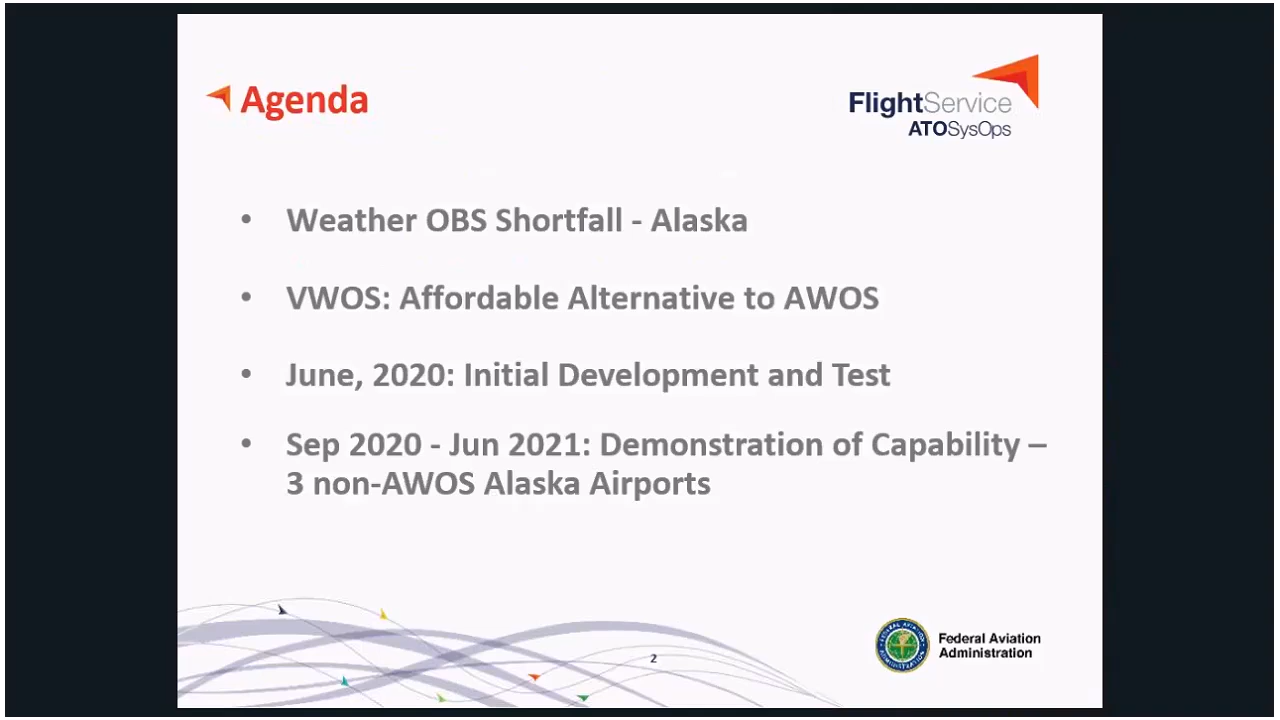 Agenda
FlightService
ATOSysOps
• Weather OBS Shortfall - Alaska
• VWOS: Affordable Alternative to AWOS
• June, 2020: Initial Development and Test
• Sep 2020 - Jun 2021: Demonstration of Capability –
3 non-AWOS Alaska Airports
2
Federal Aviation
Administration